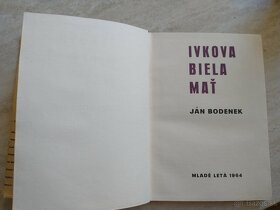 IVKOVA
BIELA
MAŤ
JÁN BODENEK
MLADÉ LETÁ 1964